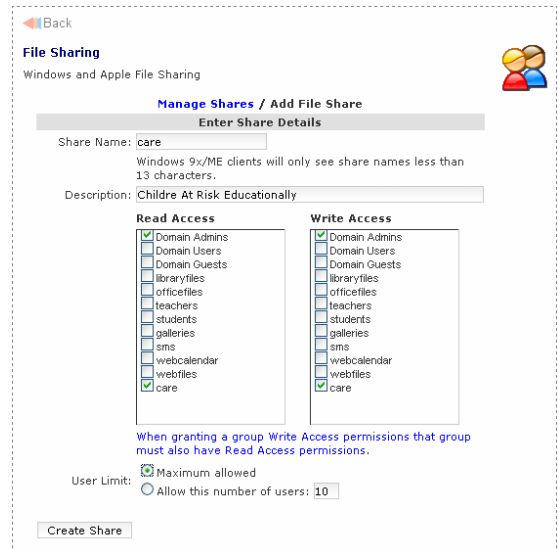 Back
File Sharing
Windows and Apple File Sharing
Manage Shares / Add File Share
Enter Share Details
Share Name: care
Windows 9x/ME clients will only see share names less than
13 characters.
Description: Childre At Risk Educationally
Read Access
Domain Admins
Domain Users
Domain Guests
libraryfiles
officefiles
teachers
students
galleries
sms
webcalendar
webfiles
care
Write Access
Domain Admins
Domain Users
Domain Guests
libraryfiles
officefiles
teachers
students
galleries
sms
webcalendar
webfiles
care
When granting a group Write Access permissions that group
must also have Read Access permissions.
User Limit:
Maximum allowed
Allow this number of users: 10
Create Share